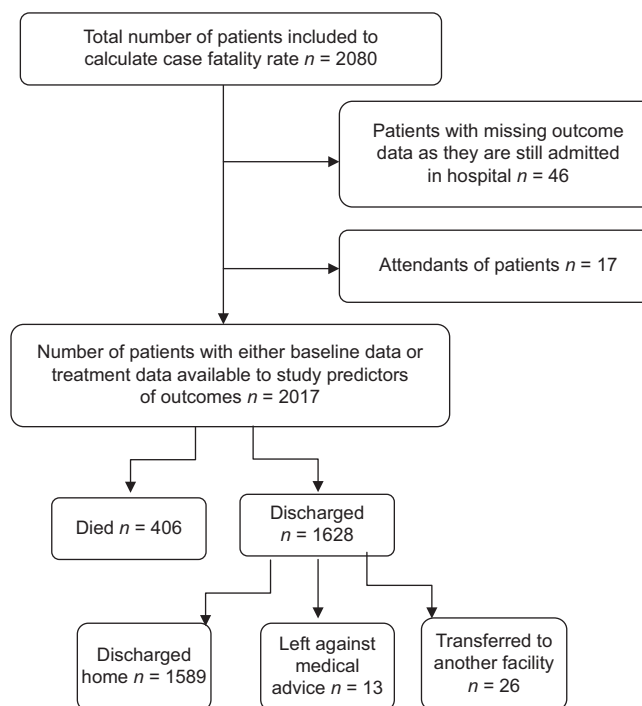 Total number of patients included to
calculate case fatality rate n = 2080
Patients with missing outcome
data as they are still admitted
in hospital n = 46
Attendants of patients n = 17
Number of patients with either baseline data or
treatment data available to study predictors
of outcomes n = 2017
Died n = 406
Discharged
n = 1628
Discharged
home n = 1589
Left against
medical
advice n = 13
Transferred to
another facility
n = 26